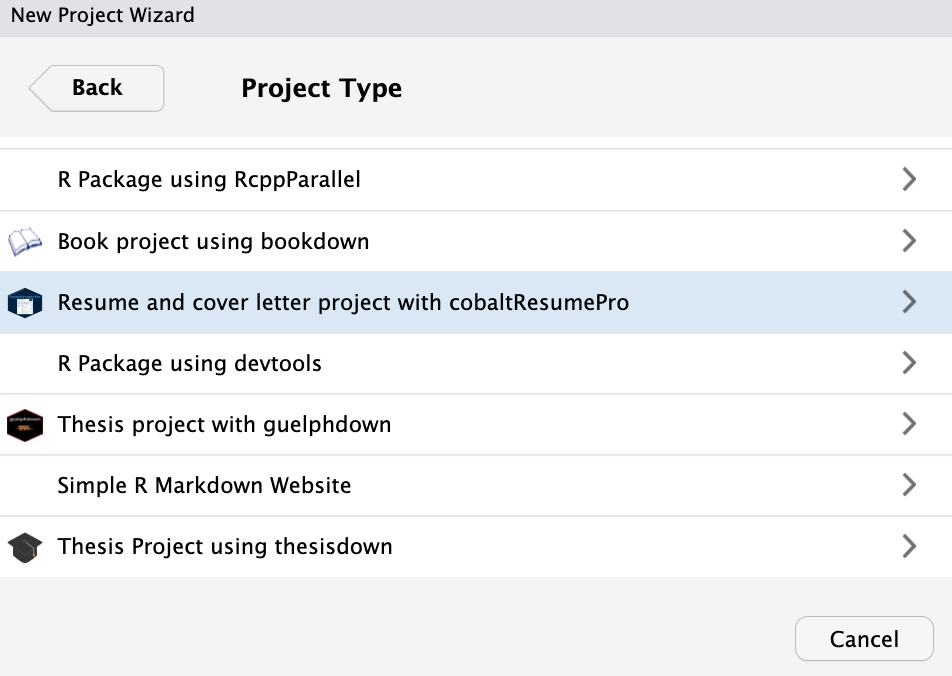 New Project Wizard
Back
Project Type
R Package using RcppParallel
Book project using bookdown
Resume and cover letter project with cobaltResumePro
R Package using devtools
Thesis project with guelphdown
Simple R Markdown Website
Thesis Project using thesisdown
Cancel